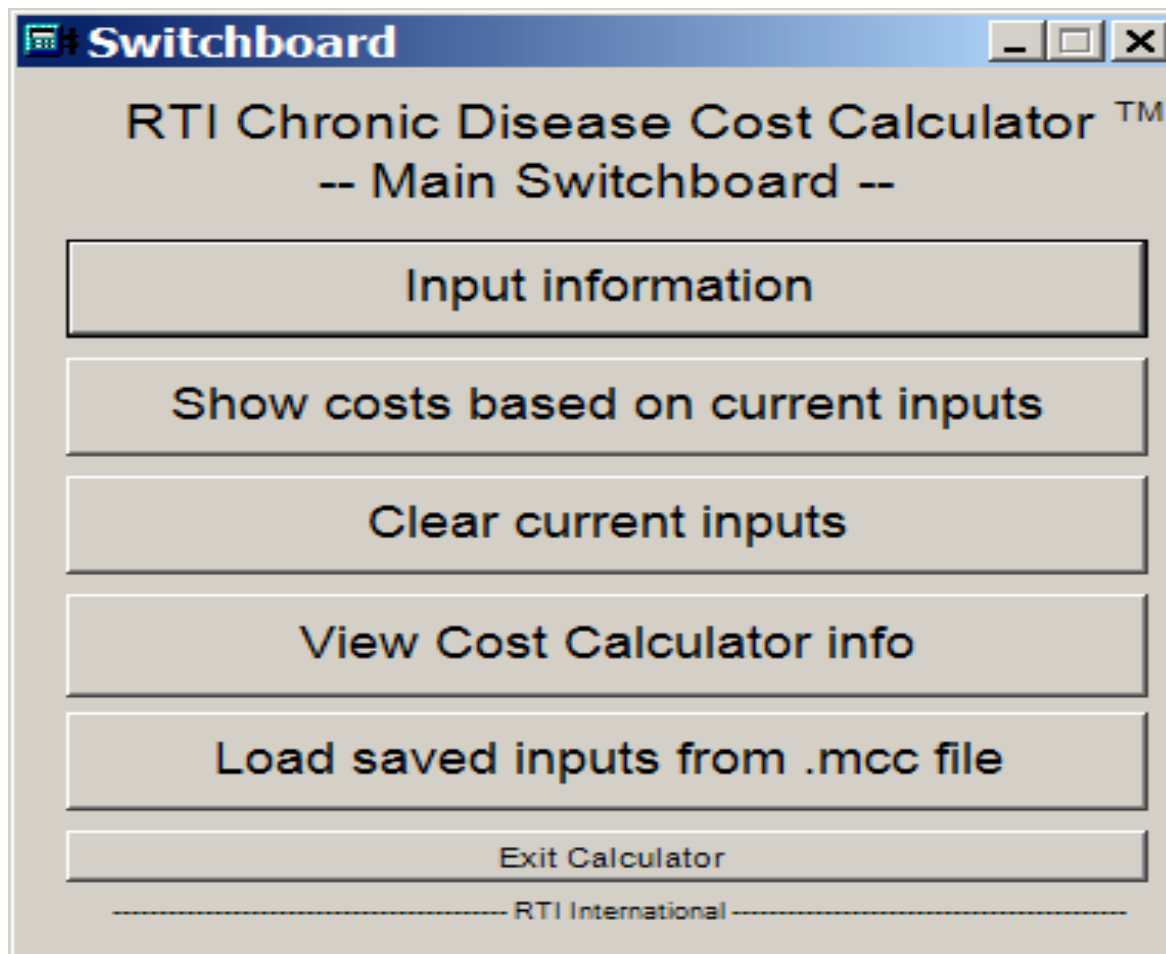 Switchboard
RTI Chronic Disease Cost Calculator ™
-- Main Switchboard --
Input information
Show costs based on current inputs
Clear current inputs
View Cost Calculator info
Load saved inputs from .mcc file
Exit Calculator
RTI International